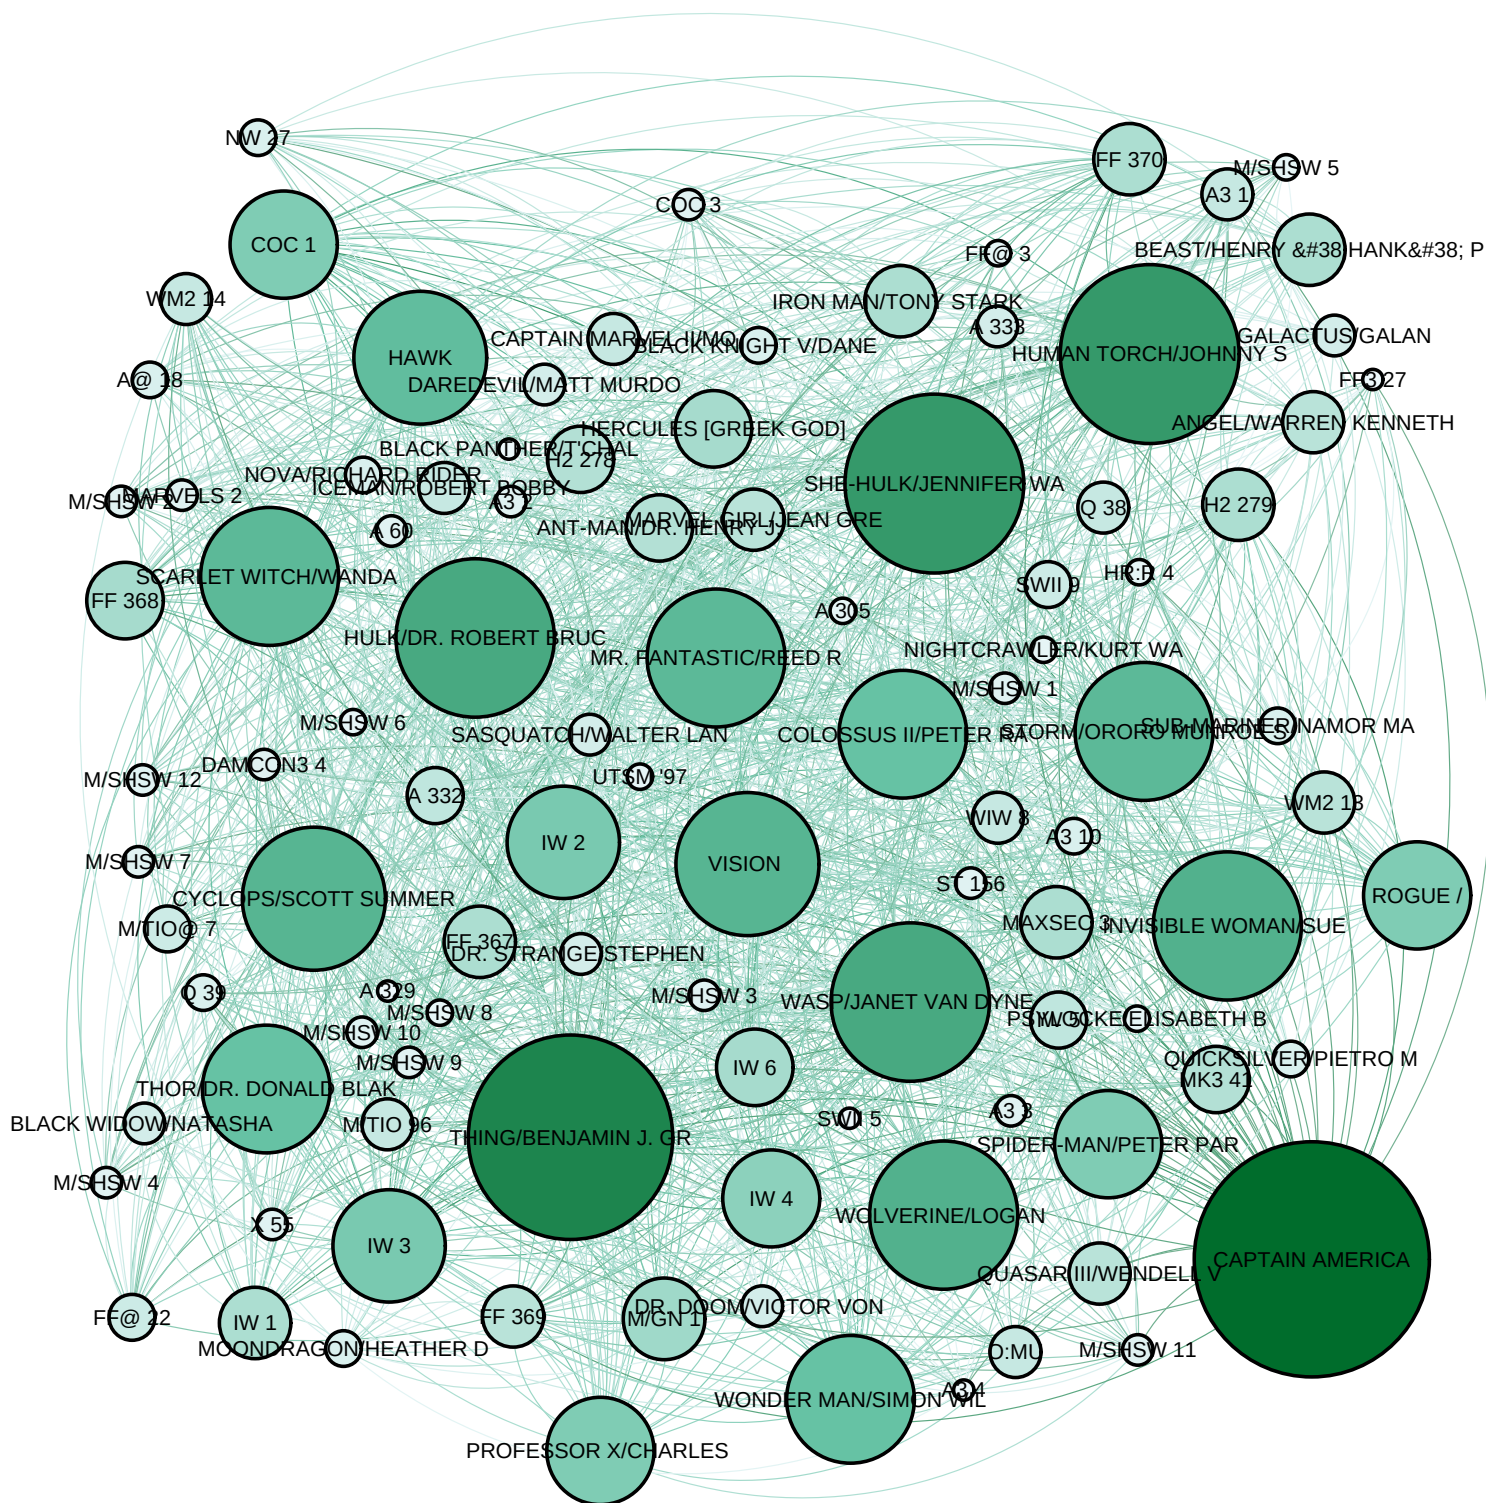 NW 27
FF 370
M/SHSW 5
A3 1
COC 3
COC 1
BEAST/HENRY &#38;HANK&#38; P
FF@ 3
WM2 14
IRON MAN/TONY STARK
A 333
CAPTAIN MARVEL II/MO
BLACK KNIGHT V/DANE
GALACTUS/GALAN
HUMAN TORCH/JOHNNY S
HAWK
A@ 18
DAREDEVIL/MATT MURDO
FF3 27
ANGEL/WARREN KENNETH
HERCULES [GREEK GOD]
BLACK PANTHER/T'CHAL
H2 278
NOVA/RICHARD RIDER
ICEMAN/ROBERT BOBBY
SHE-HULK/JENNIFER WA
MARVELS 2
M/SHSW 2
A3 2
H2 279
Q 38
MARVEL GIRL/JEAN GRE
ANT-MAN/DR. HENRY J.
A 60
HR:R 4
SCARLET WITCH/WANDA
SWII 9
FF 368
A 305
HULK/DR. ROBERT BRUC
NIGHTCRAWLER/KURT WA
MR. FANTASTIC/REED R
M/SHSW 1
M/SHSW 6
SUB-MARINER/NAMOR MA
STORM/ORORO MUNROE S
COLOSSUS II/PETER RA
SASQUATCH/WALTER LAN
DAMCON3 4
UTSM '97
M/SHSW 12
A 332
WM2 13
WIW 8
A3 10
IW 2
M/SHSW 7
VISION
ST 156
ROGUE /
CYCLOPS/SCOTT SUMMER
MAXSEC 3
INVISIBLE WOMAN/SUE
M/TIO@ 7
FF 367
DR. STRANGE/STEPHEN
Q 39
A 329
M/SHSW 3
WASP/JANET VAN DYNE
M/SHSW 8
IW 5
PSYLOCKE/ELISABETH B
M/SHSW 10
M/SHSW 9
QUICKSILVER/PIETRO M
IW 6
MK3 41
THOR/DR. DONALD BLAK
A3 3
SWII 5
BLACK WIDOW/NATASHA
M/TIO 96
THING/BENJAMIN J. GR
SPIDER-MAN/PETER PAR
M/SHSW 4
IW 4
WOLVERINE/LOGAN
X 55
IW 3
CAPTAIN AMERICA
QUASAR III/WENDELL V
DR. DOOM/VICTOR VON
FF@ 22
FF 369
M/GN 1
IW 1
MOONDRAGON/HEATHER D
M/SHSW 11
O:MU
A3 4
WONDER MAN/SIMON WIL
PROFESSOR X/CHARLES